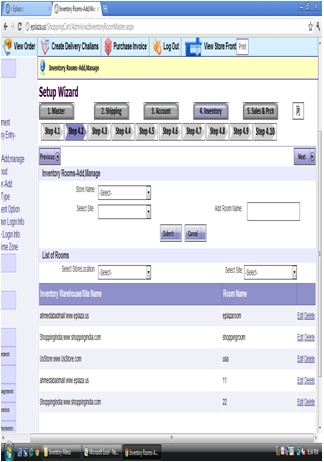 Inventory Rooms-Add,Man
eplaza.us/ShoppingCart/Admin/wzInventoryRoomMaster.aspx
View Order Create Delivery Challans Purchase Invoice Log Out View Store Front Print
Inventory Rooms-Add,Manage
Setup Wizard
1. Master 2. Shipping 3. Account 4. Inventory 5. Sales & Prch
Step 4.1 Step 4.2 Step 4.3 Step 4.4 Step 4.5 Step 4.6 Step 4.7 Step 4.8 Step 4.9 Step 4.10
Previous Next
Inventory Rooms-Add,Manage
Store Name -Select-
Select Site Add Room Name
Submit Cancel
List of Rooms
Select Store Location -Select- Select Site -Select-
Inventory Warehouse/Site Name Room Name
ahmedabadmall:www.eplaza.us eplazaroom Edit Delete
ShoppingIndia:www.shoppingindia.com shoppingroom Edit Delete
UsStore:www.UsStore.com usa Edit Delete
ahmedabadmall:www.eplaza.us 11 Edit Delete
ShoppingIndia:www.shoppingindia.com 22 Edit Delete
ment
ry Entry-
Add,manage
ood
er-Add
Type
ent Option
Login Info
Login Info
ime Zone
Inventory-Menu Microsoft Excel - Inventory Rooms-A...